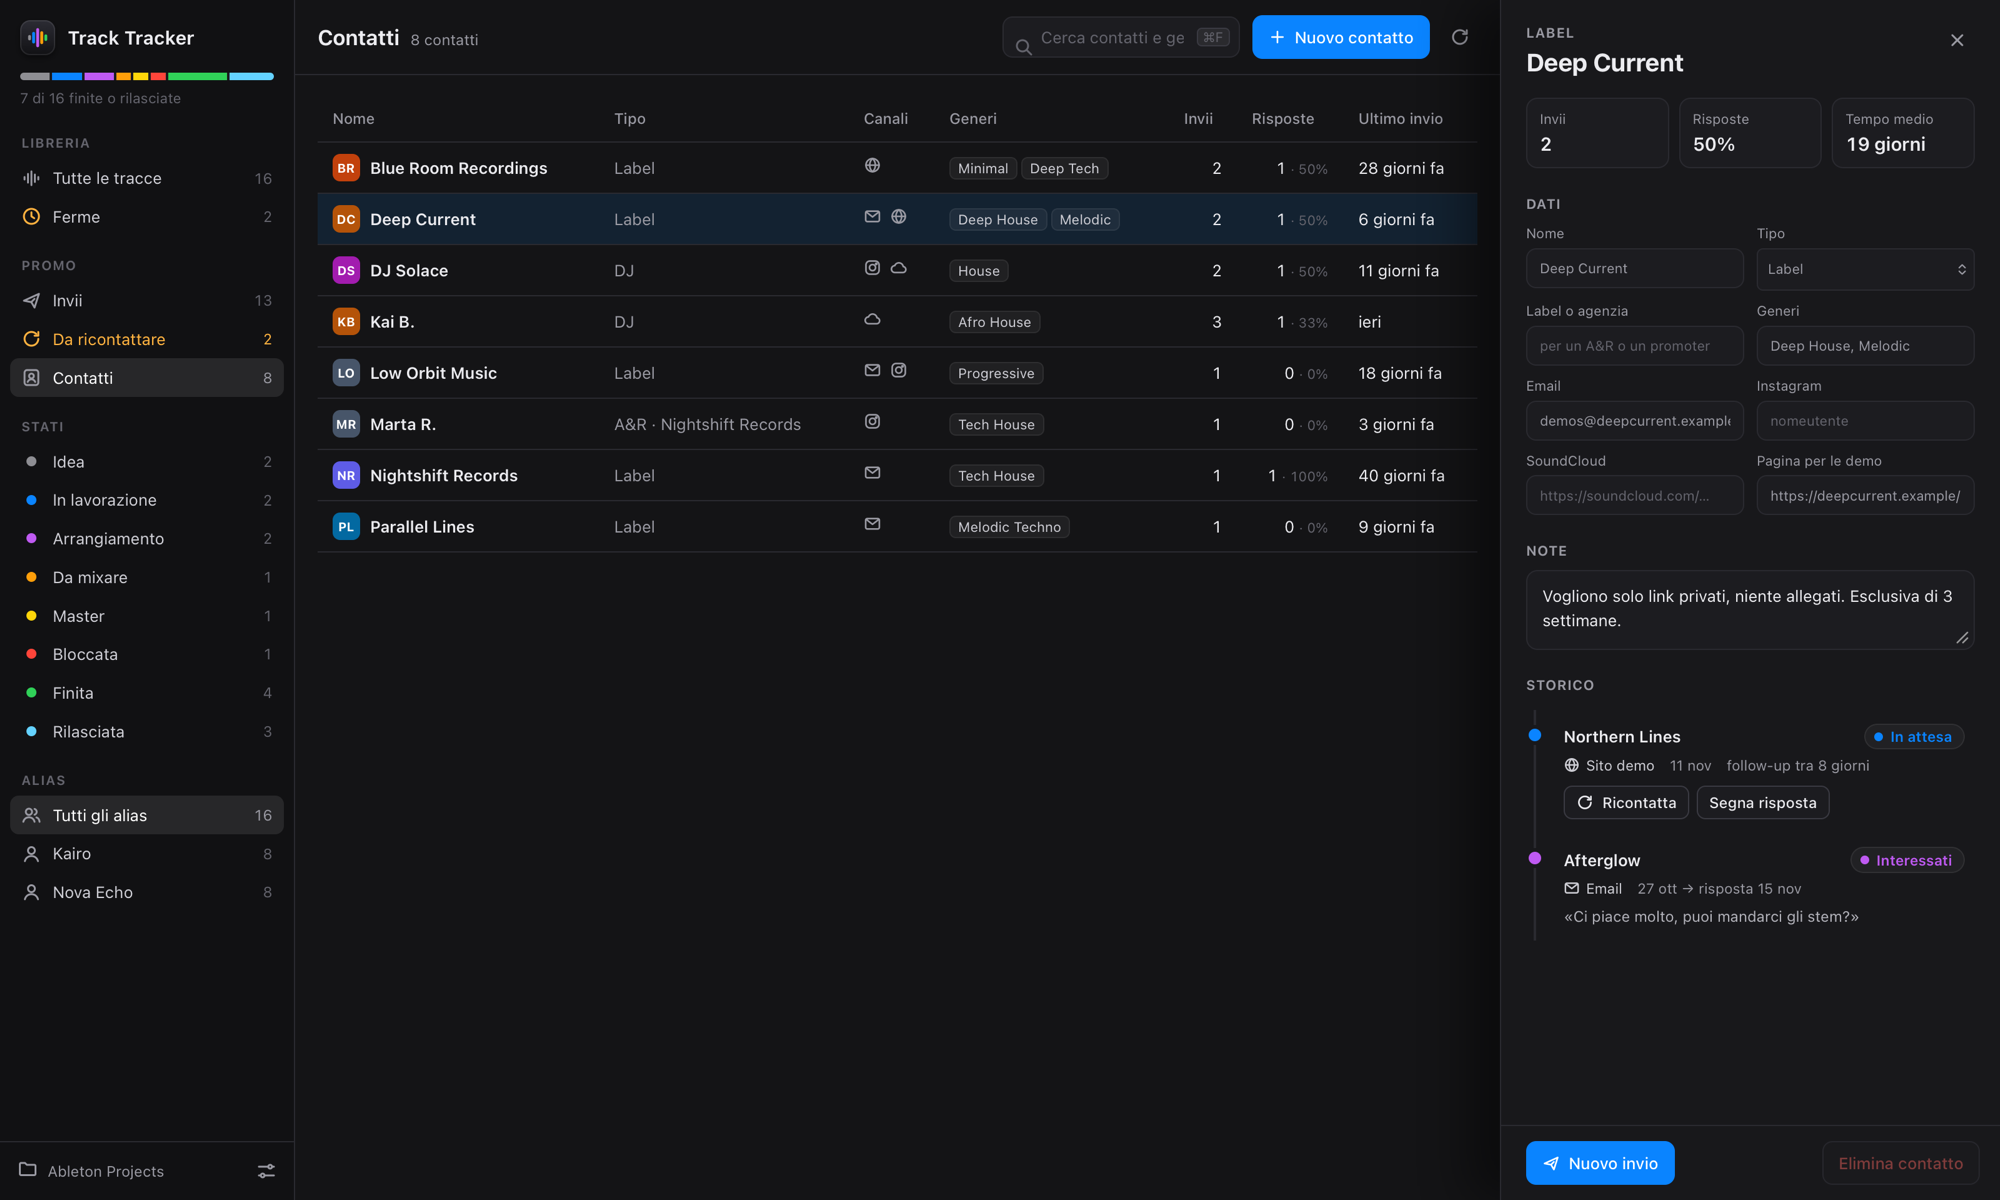 Track Tracker
7 di 16 finite o rilasciate
LIBRERIA
Tutte le tracce 16
Ferme 2
PROMO
Invii 13
Da ricontattare 2
Contatti 8
STATI
Idea 2
In lavorazione 2
Arrangiamento 2
Da mixare 1
Master 1
Bloccata 1
Finita 4
Rilasciata 3
ALIAS
Tutti gli alias 16
Kairo 8
Nova Echo 8
Ableton Projects
Contatti 8 contatti
Cerca contatti e ge ⌘F
Nuovo contatto
Nome Tipo Canali Generi Invii Risposte Ultimo invio
BR Blue Room Recordings Label Minimal Deep Tech 2 1 · 50% 28 giorni fa
DC Deep Current Label Deep House Melodic 2 1 · 50% 6 giorni fa
DS DJ Solace DJ House 2 1 · 50% 11 giorni fa
KB Kai B. DJ Afro House 3 1 · 33% ieri
LO Low Orbit Music Label Progressive 1 0 · 0% 18 giorni fa
MR Marta R. A&R · Nightshift Records Tech House 1 0 · 0% 3 giorni fa
NR Nightshift Records Label Tech House 1 1 · 100% 40 giorni fa
PL Parallel Lines Label Melodic Techno 1 0 · 0% 9 giorni fa
LABEL
Deep Current
Invii Risposte Tempo medio
2 50% 19 giorni
DATI
Nome Tipo
Deep Current Label
Label o agenzia Generi
per un A&R o un promoter Deep House, Melodic
Email Instagram
demos@deepcurrent.example nomeutente
SoundCloud Pagina per le demo
https://soundcloud.com/... https://deepcurrent.example/
NOTE
Vogliono solo link privati, niente allegati. Esclusiva di 3
settimane.
STORICO
Northern Lines In attesa
Sito demo 11 nov follow-up tra 8 giorni
Ricontatta Segna risposta
Afterglow Interessati
Email 27 ott → risposta 15 nov
«Ci piace molto, puoi mandarci gli stem?»
Nuovo invio Elimina contatto